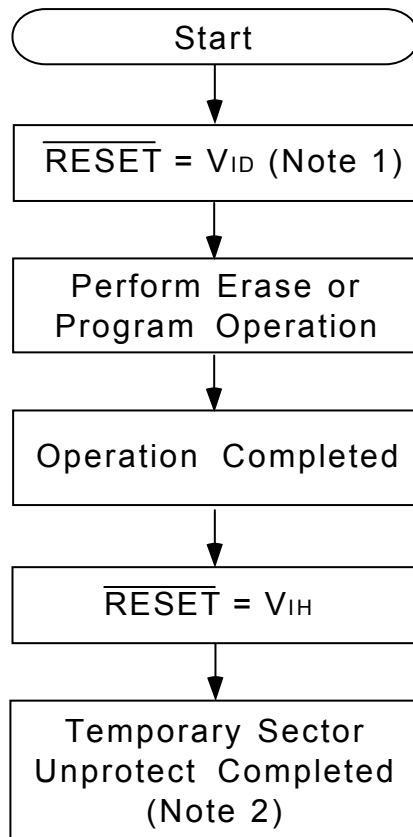 Start
RESET = VID (Note 1)
Perform Erase or
Program Operation
Operation Completed
RESET = VIH
Temporary Sector
Unprotect Completed
(Note 2)